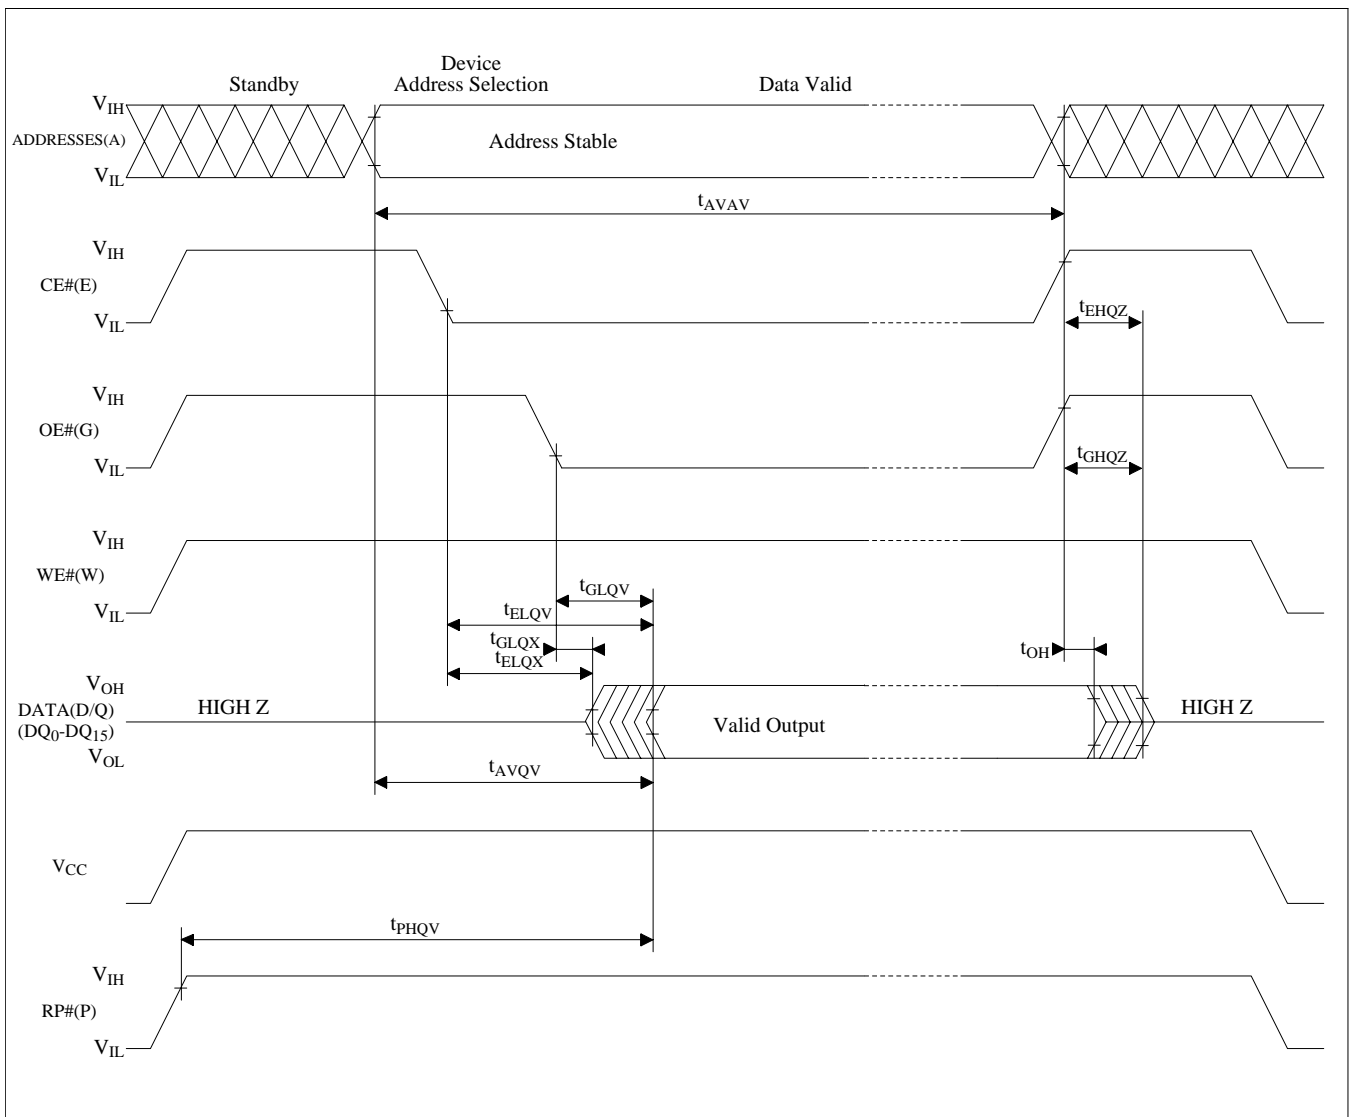 Device
Standby Address Selection Data Valid
VIH
ADDRESSES(A) Address Stable
VIL
tAVAV
VIH
CE#(E)
tEHQZ
VIL
VIH
OE#(G)
tGHQZ
VIL
VIH
WE#(W)
tGLQV
VIL
tELQV
tGLQX
tOH
tELQX
VOH
DATA(D/Q) HIGH Z Valid Output HIGH Z
(DQ0-DQ15)
VOL
tAVQV
VCC
tPHQV
VIH
RP#(P)
VIL